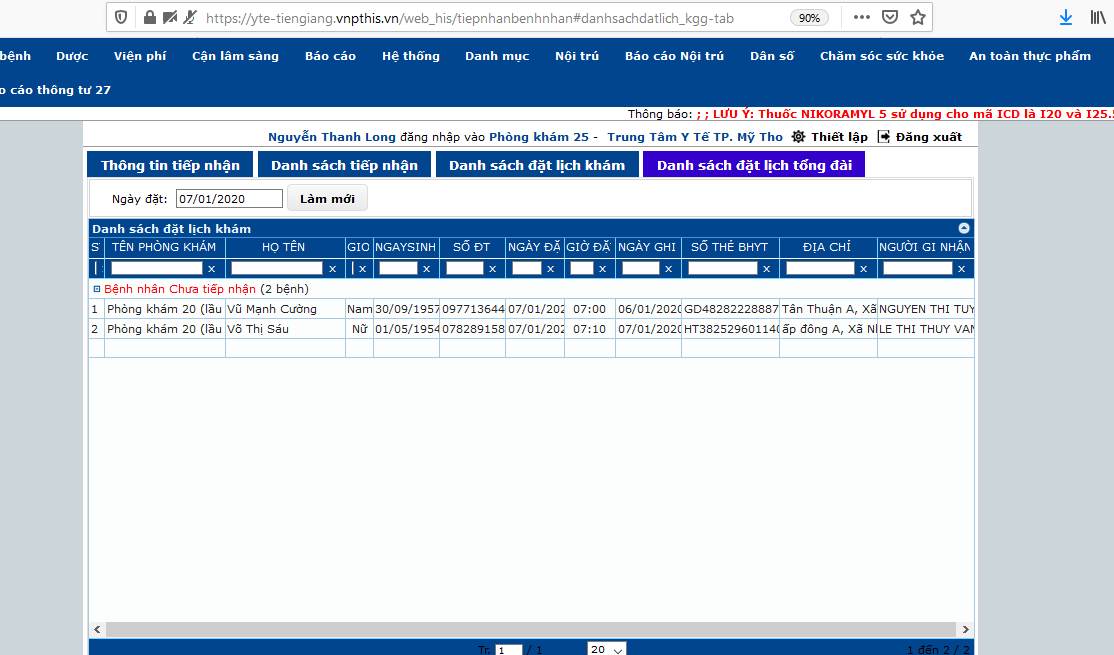 https://yte-tiengiang.vnpthis.vn/web_his/tiepnhanbenhnhan#danhsachdatlich_kgg-tab 90%
bệnh Dược Viện phí Cận lâm sàng Báo cáo Hệ thống Danh mục Nội trú Báo cáo Nội trú Dân số Chăm sóc sức khỏe An toàn thực phẩm
o cáo thông tư 27
Thông báo: ; ; LƯU Ý: Thuốc NIKORAMYL 5 sử dụng cho mã ICD là I20 và I25.5
Nguyễn Thanh Long đăng nhập vào Phòng khám 25 - Trung Tâm Y Tế TP. Mỹ Tho Thiết lập Đăng xuất
Thông tin tiếp nhận Danh sách tiếp nhận Danh sách đặt lịch khám Danh sách đặt lịch tổng đài
Ngày đặt: 07/01/2020 Làm mới
Danh sách đặt lịch khám
S TÊN PHÒNG KHÁM HỌ TÊN GIO NGAYSINH SỐ ĐT NGÀY ĐẶ GIỜ ĐẶ NGÀY GHI SỐ THẺ BHYT ĐỊA CHỈ NGƯỜI GI NHẬN
x x x x x x x x x x x
Bệnh nhân Chưa tiếp nhận (2 bệnh)
1 Phòng khám 20 (lầu Vũ Mạnh Cường Nam 30/09/1957 097713644 07/01/202 07:00 06/01/2020 GD48282228887 Tân Thuận A, Xã NGUYEN THI TUY
2 Phòng khám 20 (lầu Võ Thị Sáu Nữ 01/05/1954 078289158 07/01/202 07:10 07/01/2020 HT38252960114 ấp đông A, Xã N LE THI THUY VAN
Tr. 1 / 1 20 1 đến 2 / 2